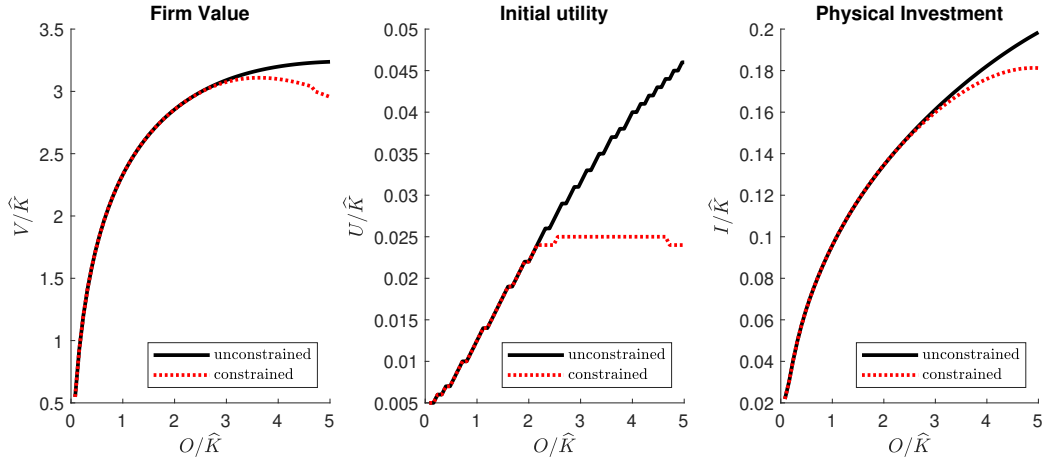 Firm Value
3.5
3
2.5
2
1.5
1
0.5
V/K̂
0 1 2 3 4 5
O/K̂
unconstrained
constrained
Initial utility
0.05
0.045
0.04
0.035
0.03
0.025
0.02
0.015
0.01
0.005
U/K̂
0 1 2 3 4 5
O/K̂
unconstrained
constrained
Physical Investment
0.2
0.18
0.16
0.14
0.12
0.1
0.08
0.06
0.04
0.02
I/K̂
0 1 2 3 4 5
O/K̂
unconstrained
constrained